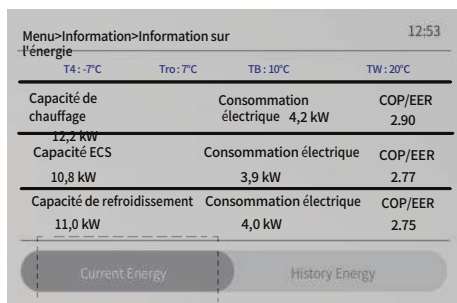 Menu>Information>Information sur
l'énergie
12:53
T4 : -7°C Tro : 7°C TB : 10°C TW : 20°C
Capacité de
chauffage
12,2 kW
Consommation
électrique 4,2 kW
COP/EER
2.90
Capacité ECS Consommation électrique COP/EER
10,8 kW 3,9 kW 2.77
Capacité de refroidissement Consommation électrique COP/EER
11,0 kW 4,0 kW 2.75
Current Energy History Energy